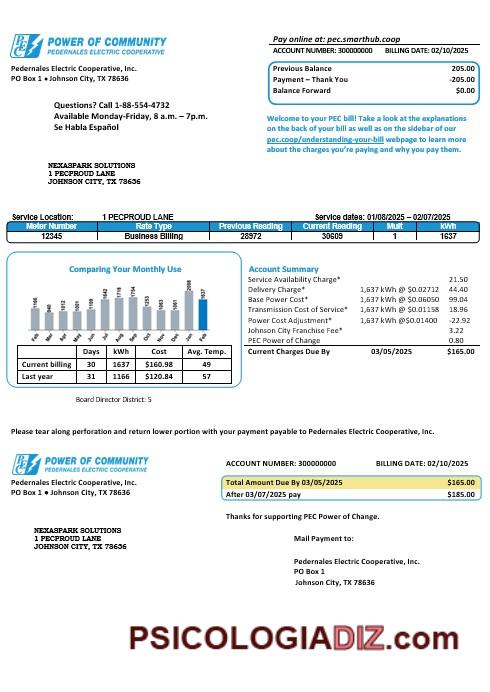 POWER OF COMMUNITY
PEDERNALES ELECTRIC COOPERATIVE
Pedernales Electric Cooperative, Inc.
PO Box 1 ● Johnson City, TX 78636
Pay online at: pec.smarthub.coop
ACCOUNT NUMBER: 300000000 BILLING DATE: 02/10/2025
Previous Balance 205.00
Payment – Thank You -205.00
Balance Forward $0.00
Questions? Call 1-88-554-4732
Available Monday-Friday, 8 a.m. – 7p.m.
Se Habla Español
Welcome to your PEC bill! Take a look at the explanations
on the back of your bill as well as on the sidebar of our
pec.coop/understanding-your-bill webpage to learn more
about the charges you're paying and why you pay them.
NEXASPARK SOLUTIONS
1 PECPROUD LANE
JOHNSON CITY, TX 78636
Service Location: 1 PECPROUD LANE Service dates: 01/08/2025 – 02/07/2025
Meter Number Rate Type Previous Reading Current Reading Mult kWh
12345 Business Billing 28972 30609 1 1637
Comparing Your Monthly Use
1166 948 1012 1001 1109 1642 1716 1754 1253 1063 1061 2098 1637
Feb Mar Apr May Jun Jul Aug Sep Oct Nov Dec Jan Feb
Days kWh Cost Avg. Temp.
Current billing 30 1637 $160.98 49
Last year 31 1166 $120.84 57
Account Summary
Service Availability Charge* 21.50
Delivery Charge* 1,637 kWh @ $0.02712 44.40
Base Power Cost* 1,637 kWh @ $0.06050 99.04
Transmission Cost of Service* 1,637 kWh @ $0.01158 18.96
Power Cost Adjustment* 1,637 kWh @$0.01400 -22.92
Johnson City Franchise Fee* 3.22
PEC Power of Change 0.80
Current Charges Due By 03/05/2025 $165.00
Board Director District: 5
Please tear along perforation and return lower portion with your payment payable to Pedernales Electric Cooperative, Inc.
POWER OF COMMUNITY
PEDERNALES ELECTRIC COOPERATIVE
Pedernales Electric Cooperative, Inc.
PO Box 1 ● Johnson City, TX 78636
ACCOUNT NUMBER: 300000000 BILLING DATE: 02/10/2025
Total Amount Due By 03/05/2025 $165.00
After 03/07/2025 pay $185.00
Thanks for supporting PEC Power of Change.
NEXASPARK SOLUTIONS
1 PECPROUD LANE
JOHNSON CITY, TX 78636
Mail Payment to:
Pedernales Electric Cooperative, Inc.
PO Box 1
Johnson City, TX 78636
PSICOLOGIADIZ.com